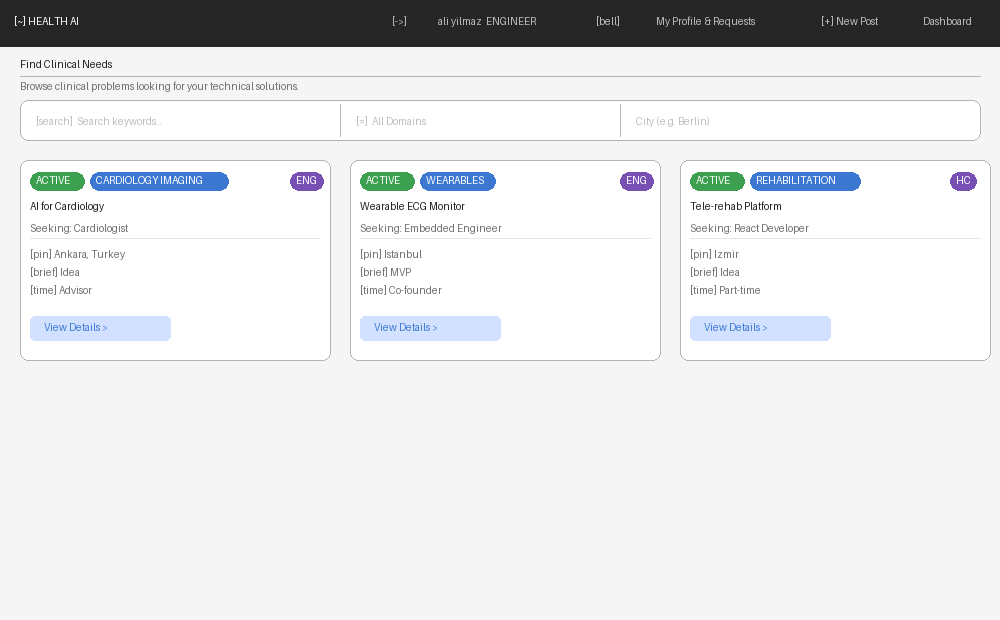 [~] HEALTH AI [->] ali yilmaz ENGINEER [bell] My Profile & Requests [+] New Post Dashboard
Find Clinical Needs
Browse clinical problems looking for your technical solutions.
[search] Search keywords... [=] All Domains City (e.g. Berlin)
ACTIVE CARDIOLOGY IMAGING ENG
AI for Cardiology
Seeking: Cardiologist
[pin] Ankara, Turkey
[brief] Idea
[time] Advisor
View Details >
ACTIVE WEARABLES ENG
Wearable ECG Monitor
Seeking: Embedded Engineer
[pin] Istanbul
[brief] MVP
[time] Co-founder
View Details >
ACTIVE REHABILITATION HC
Tele-rehab Platform
Seeking: React Developer
[pin] Izmir
[brief] Idea
[time] Part-time
View Details >